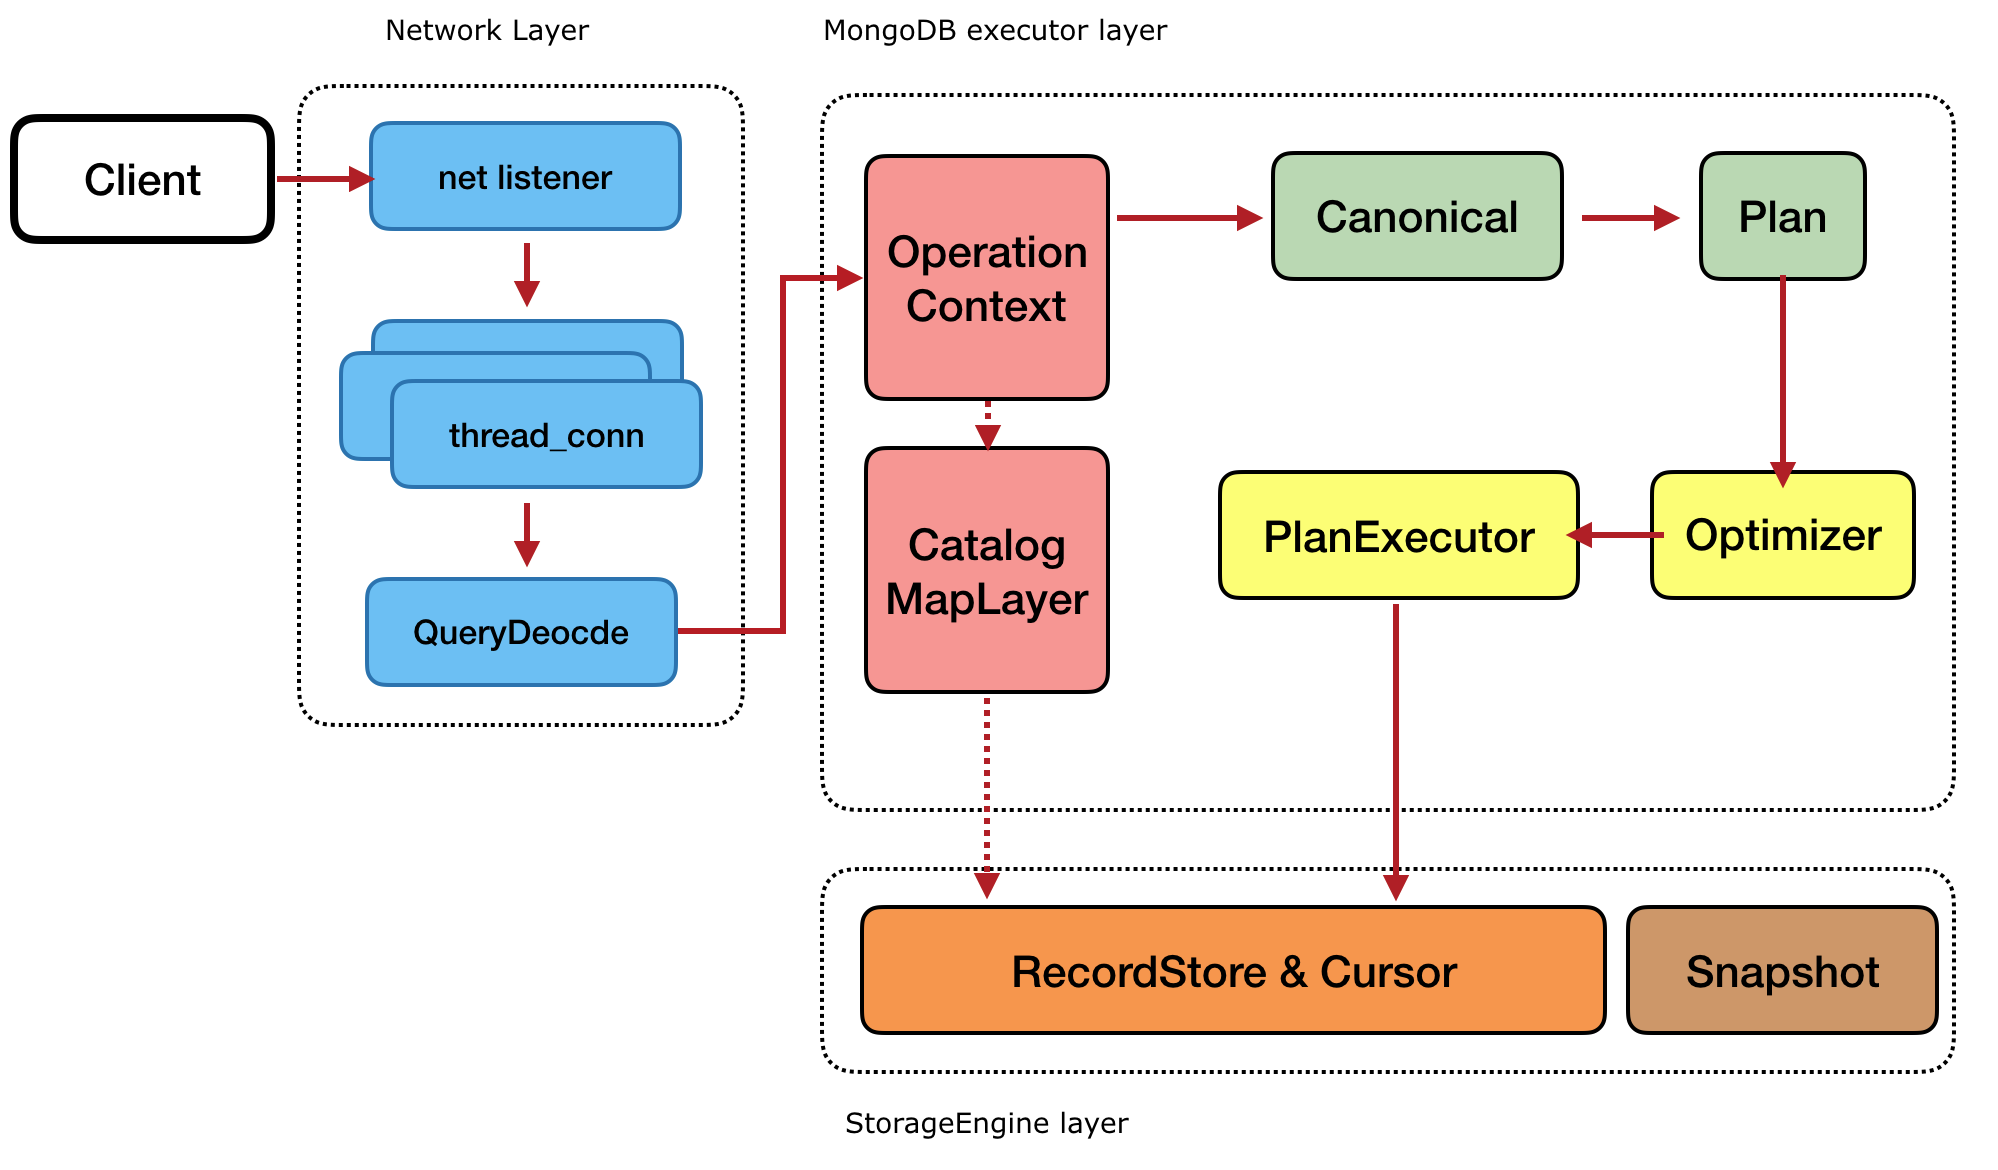 Network Layer
MongoDB executor layer
Client
net listener
thread_conn
QueryDeocde
Operation
Context
Canonical
Plan
Catalog
MapLayer
PlanExecutor
Optimizer
RecordStore & Cursor
Snapshot
StorageEngine layer